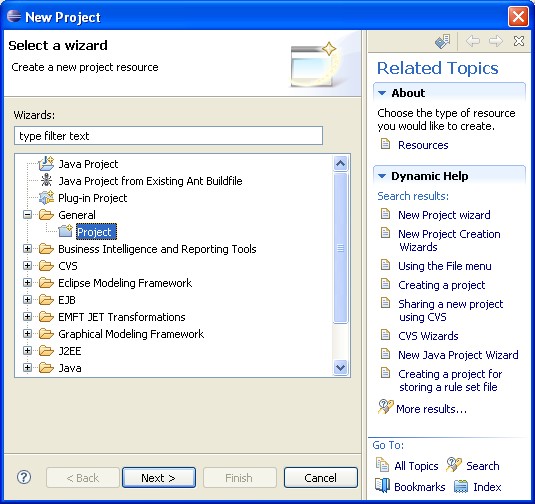 New Project
Select a wizard
Create a new project resource
Wizards:
type filter text
Java Project
Java Project from Existing Ant Buildfile
Plug-in Project
General
Project
Business Intelligence and Reporting Tools
CVS
Eclipse Modeling Framework
EJB
EMFT JET Transformations
Graphical Modeling Framework
J2EE
Java
< Back
Next >
Finish
Cancel
Related Topics
About
Choose the type of resource
you would like to create.
Resources
Dynamic Help
Search results:
New Project wizard
New Project Creation
Wizards
Using the File menu
Creating a project
Sharing a new project
using CVS
CVS Wizards
New Java Project Wizard
Creating a project for
storing a rule set file
More results...
Go To:
All Topics
Search
Bookmarks
Index